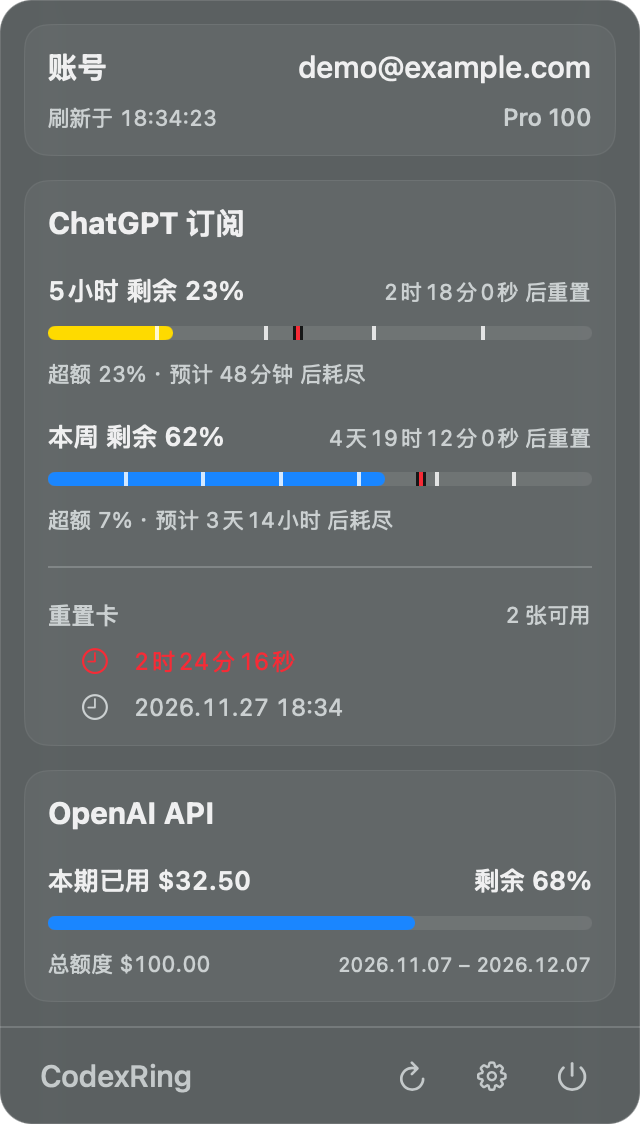 账号 demo@example.com
刷新于 18:34:23 Pro 100
ChatGPT 订阅
5小时 剩余 23% 2时18分0秒 后重置
超额 23% · 预计 48分钟 后耗尽
本周 剩余 62% 4天19时12分0秒 后重置
超额 7% · 预计 3天14小时 后耗尽
重置卡 2 张可用
2时24分16秒
2026.11.27 18:34
OpenAI API
本期已用 $32.50 剩余 68%
总额度 $100.00 2026.11.07 – 2026.12.07
CodexRing